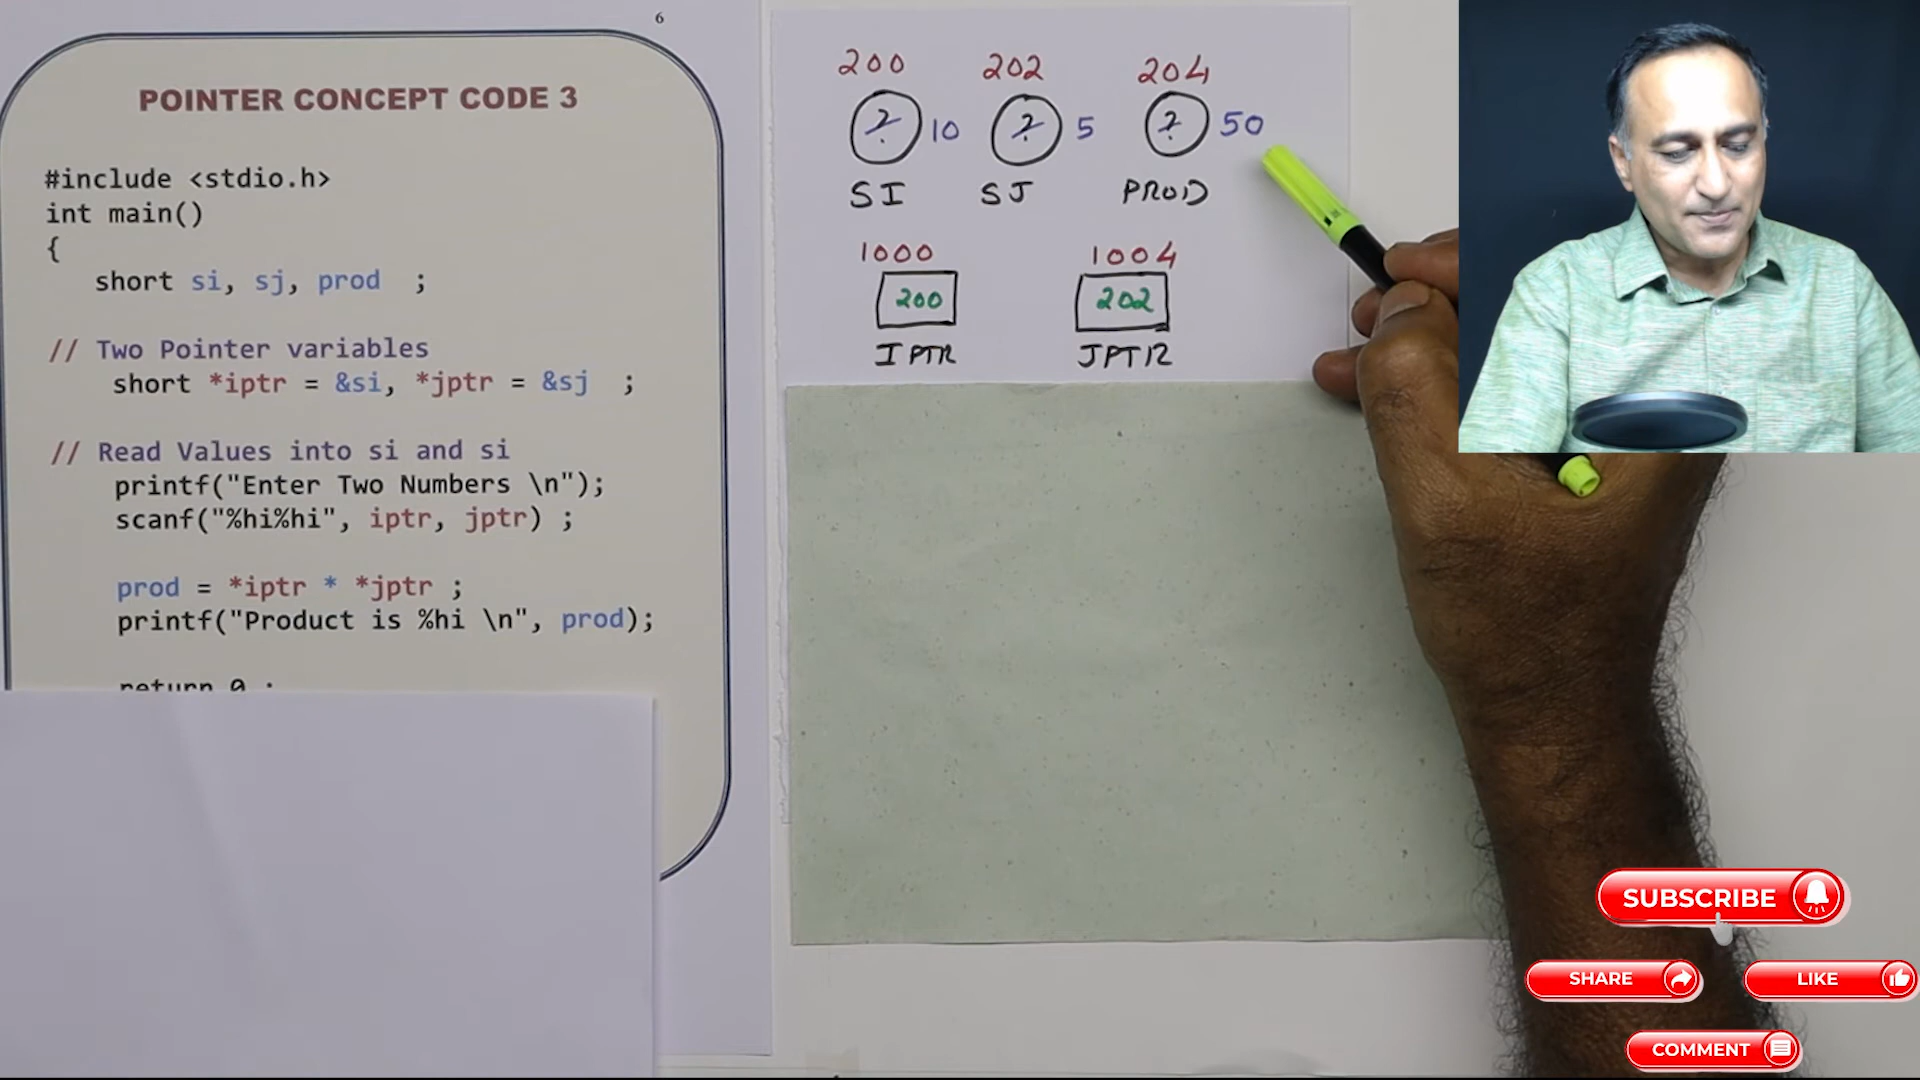 6
POINTER CONCEPT CODE 3
#include <stdio.h>
int main()
{
short si, sj, prod ;
// Two Pointer variables
short *iptr = &si, *jptr = &sj ;
// Read Values into si and si
printf("Enter Two Numbers \n");
scanf("%hi%hi", iptr, jptr) ;
prod = *iptr * *jptr ;
printf("Product is %hi \n", prod);
return 0 ;
200 202 204
? 10 ? 5 ? 50
SI SJ PROD
1000 1004
200 202
IPTR JPTR
SUBSCRIBE
SHARE LIKE
COMMENT